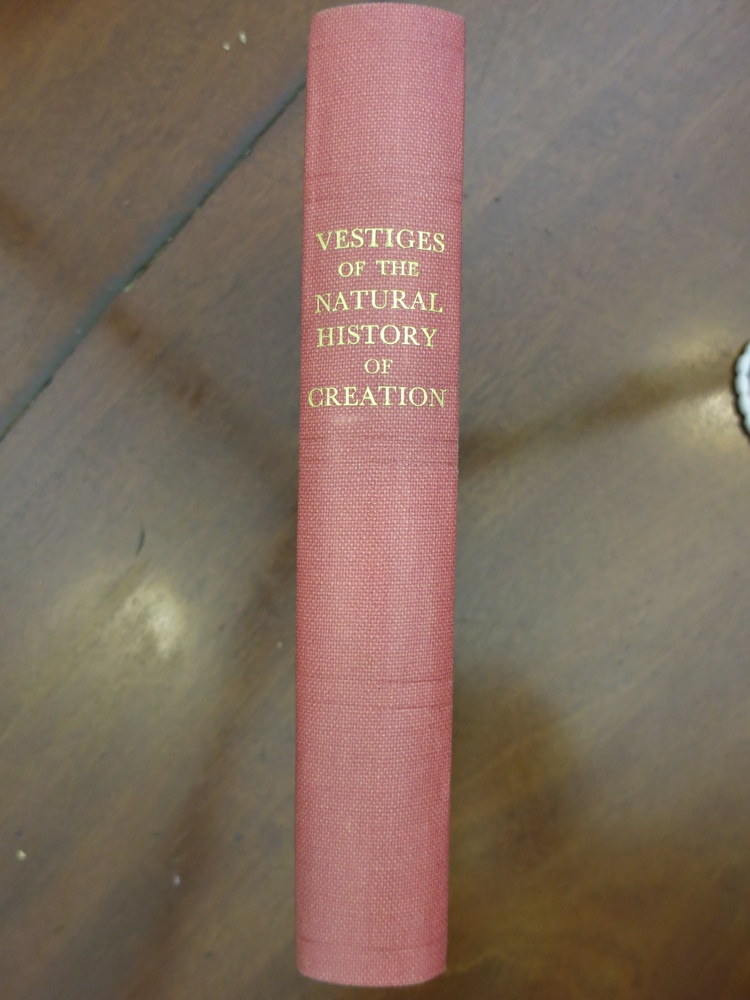 VESTIGES
OF THE
NATURAL
HISTORY
OF
CREATION